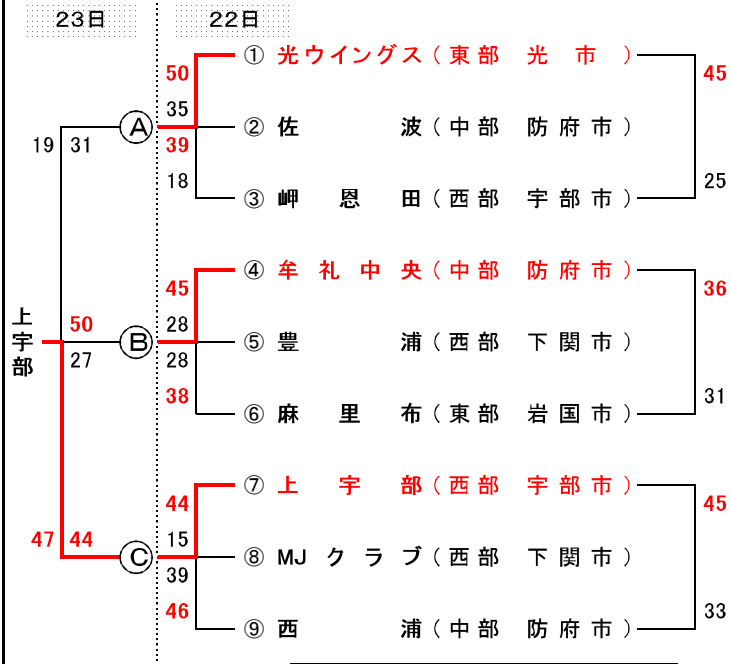 23日 22日
50 ① 光ウイングス（東部 光 市 ） 45
35
Ⓐ ② 佐 波（中部 防府市）
19 31 39
18 25
③ 岬 恩 田（西部 宇部市）
④ 牟礼中央（中部 防府市）
45 36
50 28
上宇部 Ⓑ ⑤ 豊 浦（西部 下関市）
27 28
38 31
⑥ 麻 里 布（東部 岩国市）
⑦ 上 宇 部（西部 宇部市）
44 45
47 44 15
Ⓒ ⑧ MJ クラブ（西部 下関市）
39
46 33
⑨ 西 浦（中部 防府市）